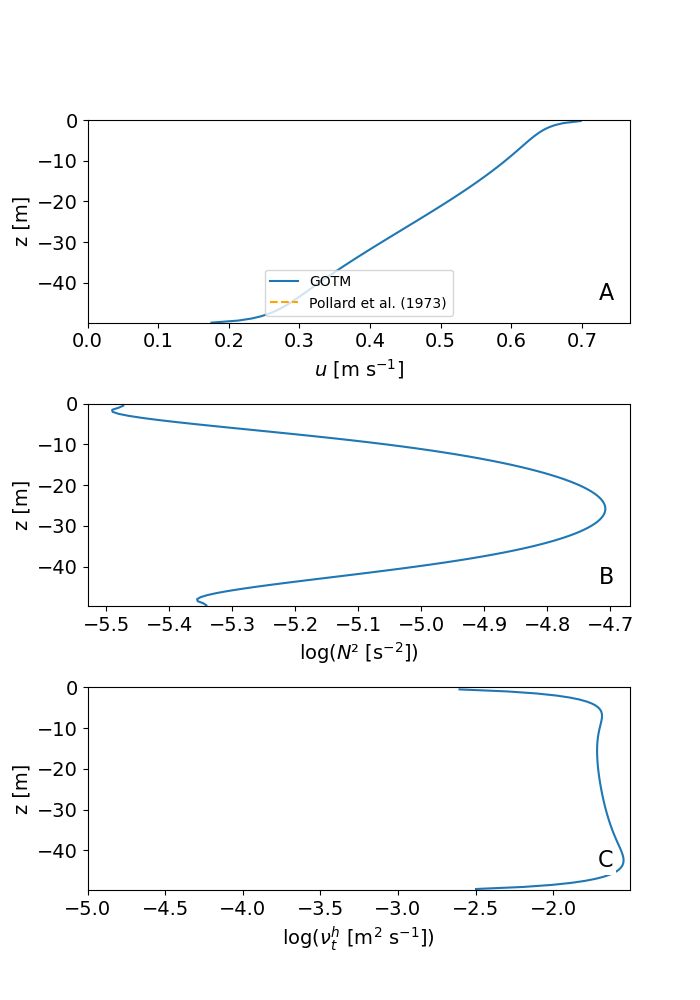 0
−10
−20
−30
−40
z [m]
GOTM
Pollard et al. (1973)
A
0.0 0.1 0.2 0.3 0.4 0.5 0.6 0.7
u [m s⁻¹]
0
−10
−20
−30
−40
z [m]
B
−5.5 −5.4 −5.3 −5.2 −5.1 −5.0 −4.9 −4.8 −4.7
log(N² [s⁻²])
0
−10
−20
−30
−40
z [m]
C
−5.0 −4.5 −4.0 −3.5 −3.0 −2.5 −2.0
log(νₜʰ [m² s⁻¹])